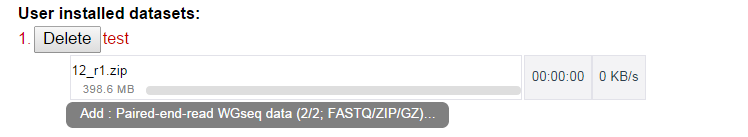 User installed datasets:
1. Delete test
12_r1.zip
398.6 MB
00:00:00 0 KB/s
Add : Paired-end-read WGseq data (2/2; FASTQ/ZIP/GZ)...